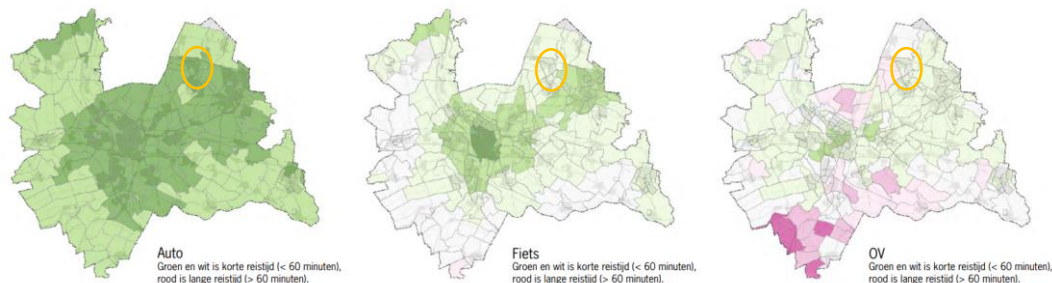 Auto
Groen en wit is korte reistijd (< 60 minuten),
rood is lange reistijd (> 60 minuten).
Fiets
Groen en wit is korte reistijd (< 60 minuten),
rood is lange reistijd (> 60 minuten).
OV
Groen en wit is korte reistijd (< 60 minuten),
rood is lange reistijd (> 60 minuten).